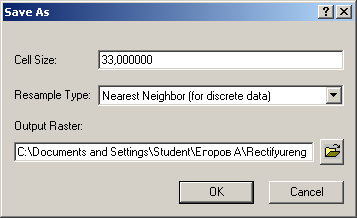 Save As
Cell Size: 33,000000
Resample Type: Nearest Neighbor (for discrete data)
Output Raster:
C:\Documents and Settings\Student\Егоров А\Rectifyureng
OK Cancel